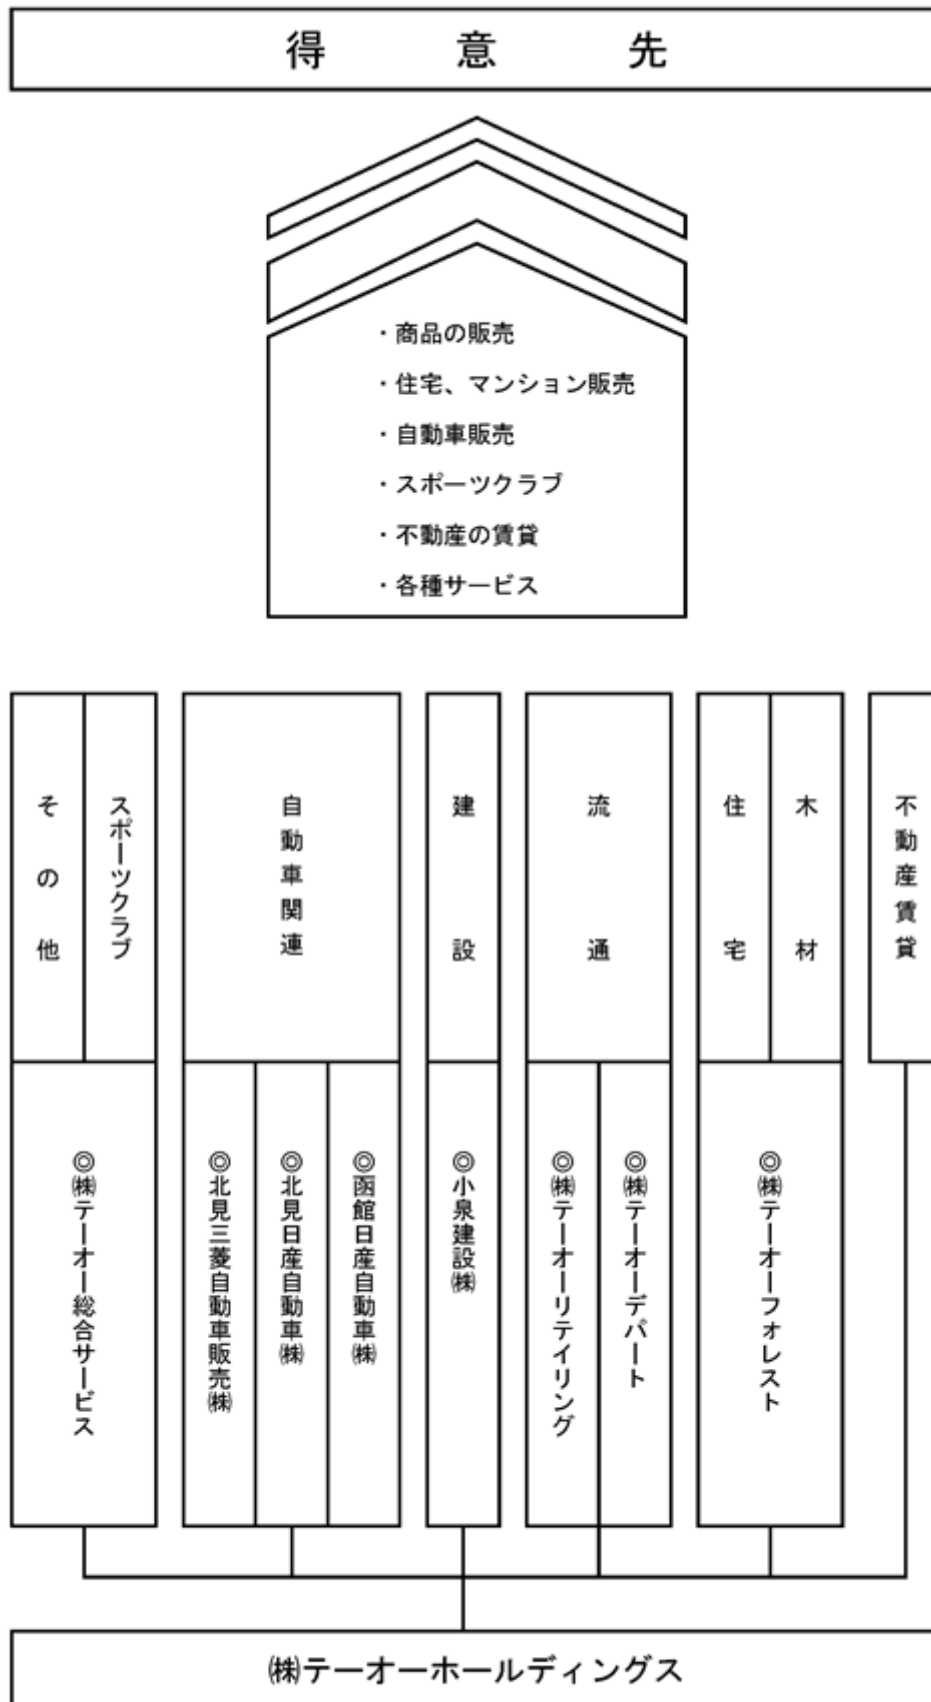 得意先
・商品の販売
・住宅、マンション販売
・自動車販売
・スポーツクラブ
・不動産の賃貸
・各種サービス
その他
スポーツクラブ
自動車関連
建設
流通
住宅
木材
不動産賃貸
◎㈱テーオー総合サービス
◎北見三菱自動車販売㈱
◎北見日産自動車㈱
◎函館日産自動車㈱
◎小泉建設㈱
◎㈱テーオーリテイリング
◎㈱テーオーデパート
◎㈱テーオーフォレスト
㈱テーオーホールディングス